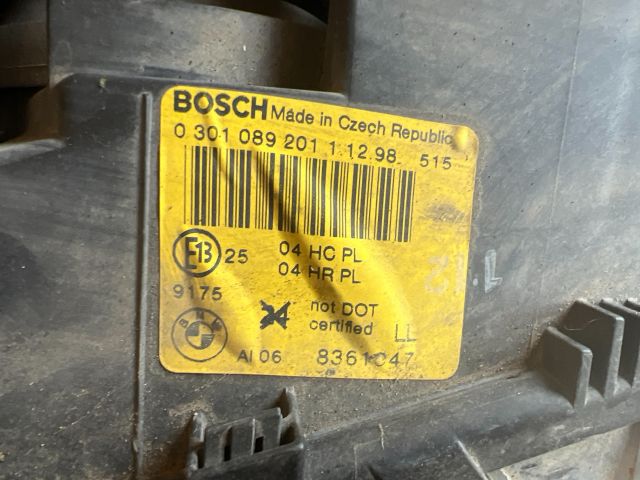 BOSCH Made in Czech Republic
0 301 089 201 1 12 98 515
E13 25 04 HC PL
04 HR PL
9175
not DOT
certified LL
BMW
AI 06 8361047